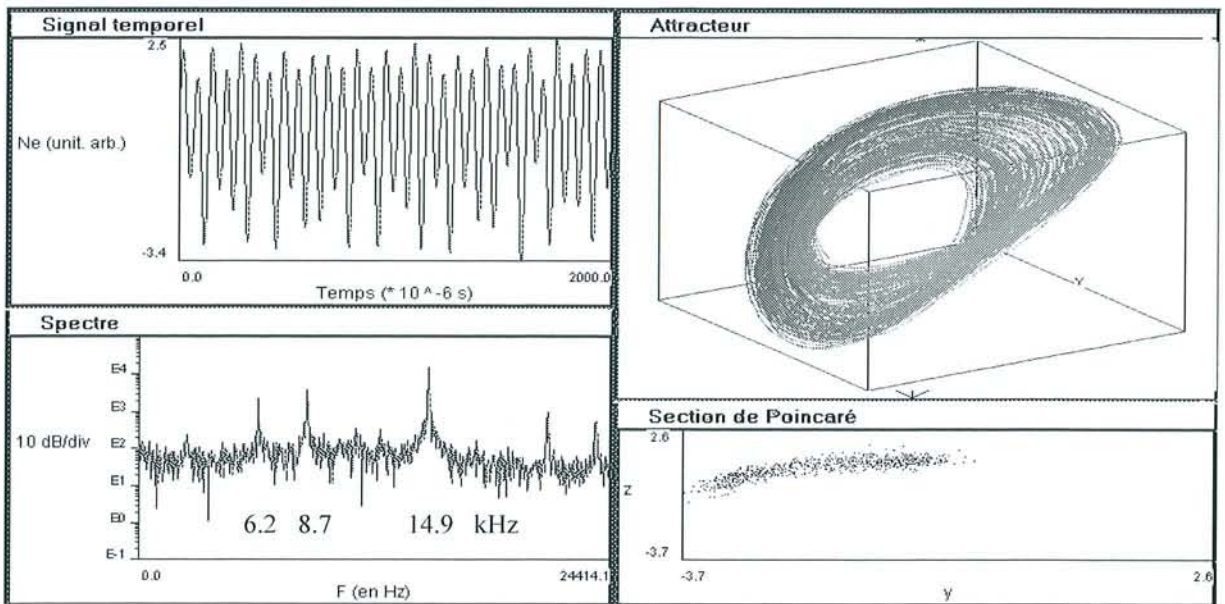 Signal temporel
2.5
Ne (unit. arb.)
-3.4
0.0 2000.0
Temps (* 10 ^-6 s)
Spectre
E4
E3
10 dB/div E2
E1
E0
E-1
6.2 8.7 14.9 kHz
0.0 24414.1
F (en Hz)
Attracteur
Y
Section de Poincaré
2.6
z
-3.7
-3.7 2.6
y